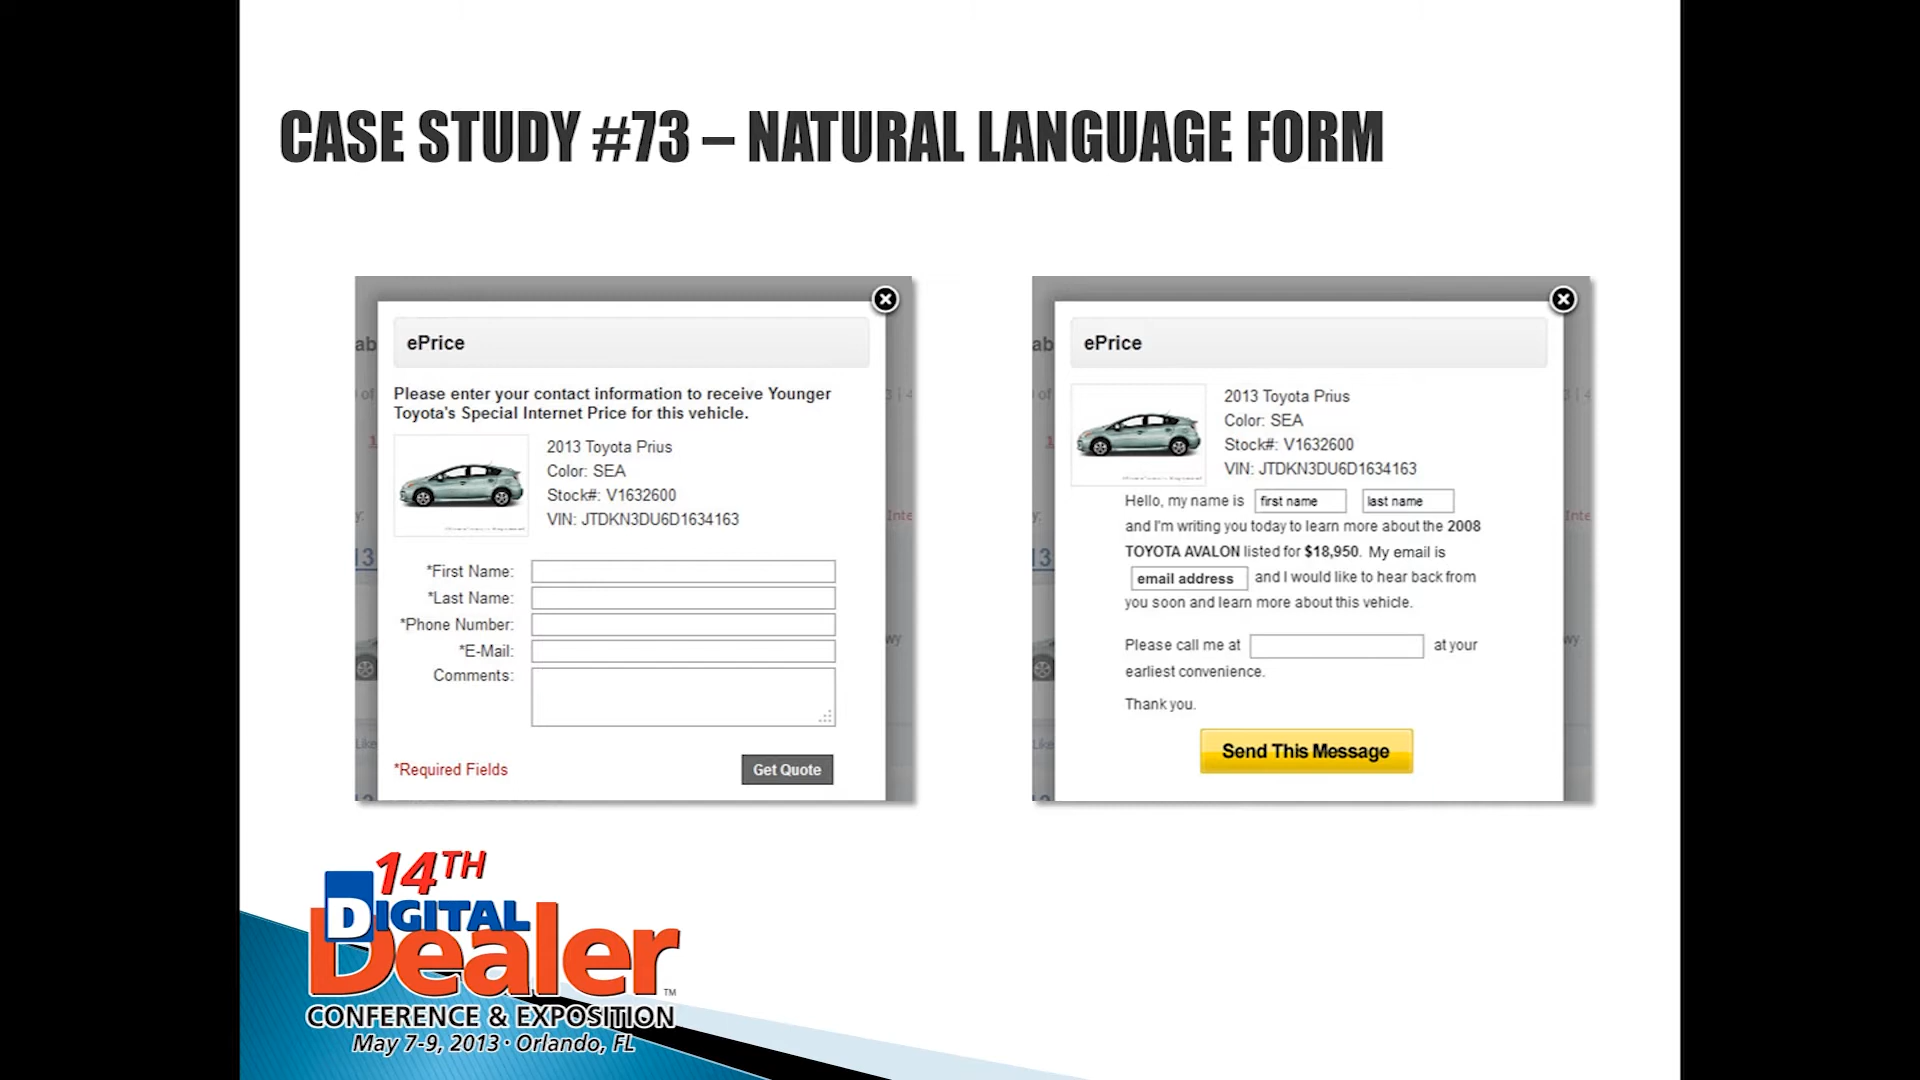 CASE STUDY #73 – NATURAL LANGUAGE FORM
ePrice
Please enter your contact information to receive Younger
Toyota's Special Internet Price for this vehicle.
2013 Toyota Prius
Color: SEA
Stock#: V1632600
VIN: JTDKN3DU6D1634163
*First Name:
*Last Name:
*Phone Number:
*E-Mail:
Comments:
*Required Fields
Get Quote
ePrice
2013 Toyota Prius
Color: SEA
Stock#: V1632600
VIN: JTDKN3DU6D1634163
Hello, my name is first name last name
and I'm writing you today to learn more about the 2008
TOYOTA AVALON listed for $18,950. My email is
email address and I would like to hear back from
you soon and learn more about this vehicle.
Please call me at at your
earliest convenience.
Thank you.
Send This Message
14TH
DIGITAL
Dealer™
CONFERENCE & EXPOSITION
May 7-9, 2013 · Orlando, FL